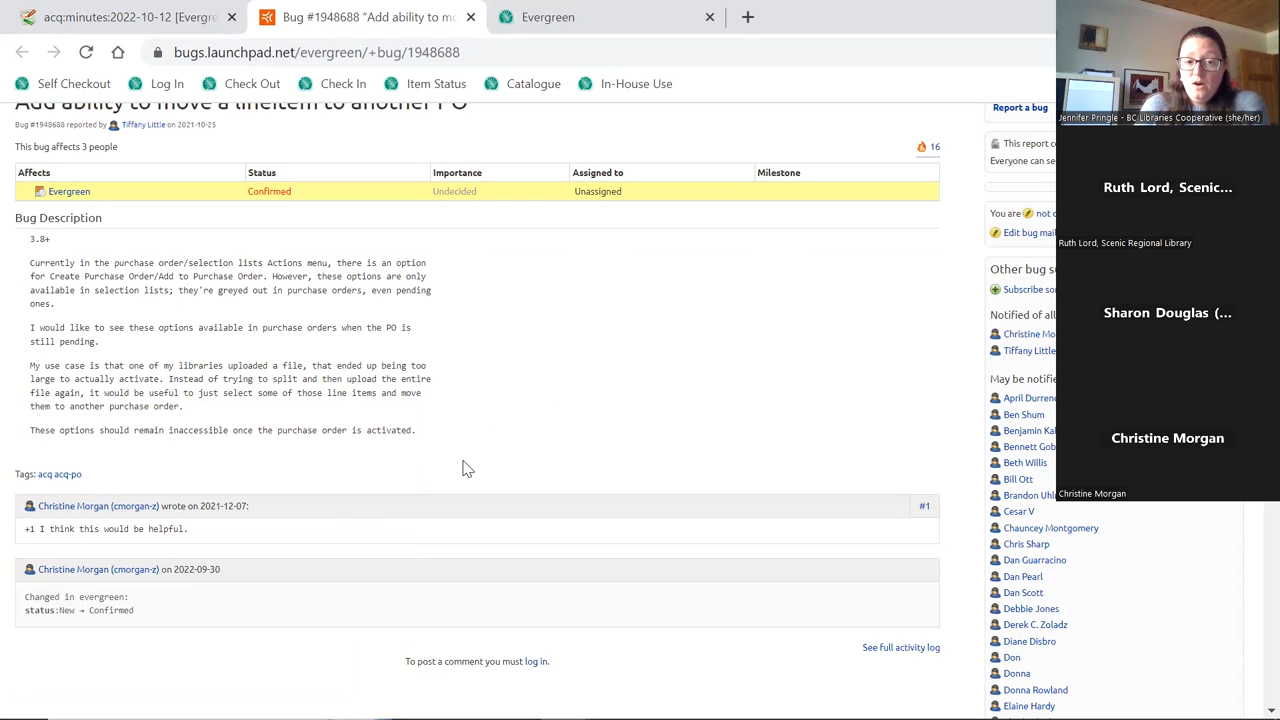 acq:minutes:2022-10-12 [Evergre
Bug #1948688 "Add ability to mo
Evergreen
bugs.launchpad.net/evergreen/+bug/1948688
Self Checkout
Log In
Check Out
Item Status
Catalogue
In-House Use
Add ability to move a lineitem to another PO
Bug #1948688 reported by Tiffany Little on 2021-10-25
This bug affects 3 people
16
Affects Status Importance Assigned to Milestone
Evergreen Confirmed Undecided Unassigned
Bug Description
3.8+
Currently in the purchase order/selection lists Actions menu, there is an option
for Create Purchase Order/Add to Purchase Order. However, these options are only
available in selection lists; they're greyed out in purchase orders, even pending
ones.
I would like to see these options available in purchase orders when the PO is
still pending.
My use case is that one of my libraries uploaded a file, that ended up being too
large to actually activate. Instead of trying to split and then upload the entire
file again, it would be useful to just select some of those line items and move
them to another purchase order.
These options should remain inaccessible once the purchase order is activated.
Tags: acq acq-po
Christine Morgan (cmorgan-z) wrote on 2021-12-07:
#1
+1 I think this would be helpful.
Christine Morgan (cmorgan-z) on 2022-09-30
Changed in evergreen:
status:New → Confirmed
See full activity log
To post a comment you must log in.
Report a bug
This report co
Everyone can se
You are not c
Edit bug mail
Other bug su
Subscribe so
Notified of all
Christine Mo
Tiffany Little
May be notifie
April Durren
Ben Shum
Benjamin Kal
Bennett Gob
Beth Willis
Bill Ott
Brandon Uhl
Cesar V
Chauncey Montgomery
Chris Sharp
Dan Guarracino
Dan Pearl
Dan Scott
Debbie Jones
Derek C. Zoladz
Diane Disbro
Don
Donna
Donna Rowland
Elaine Hardy
Jennifer Pringle - BC Libraries Cooperative (she/her)
Ruth Lord, Scenic...
Ruth Lord, Scenic Regional Library
Sharon Douglas (...
Christine Morgan
Christine Morgan